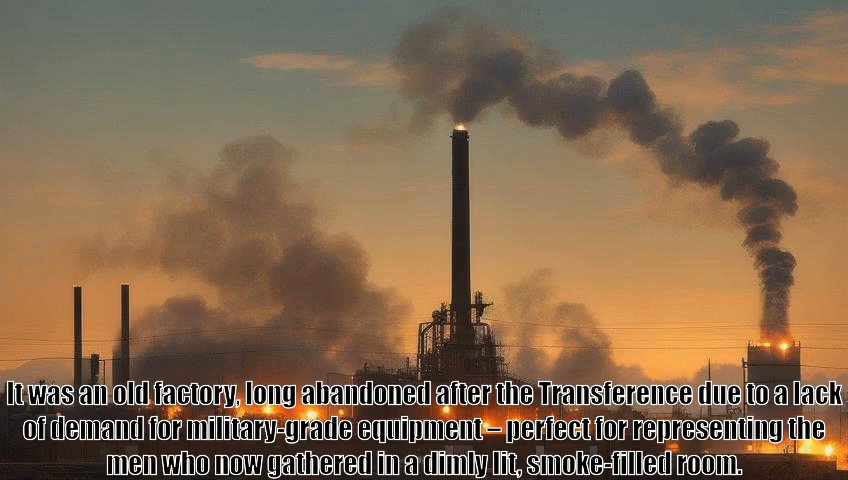 It was an old factory, long abandoned after the Transference due to a lack
of demand for military-grade equipment – perfect for representing the
men who now gathered in a dimly lit, smoke-filled room.